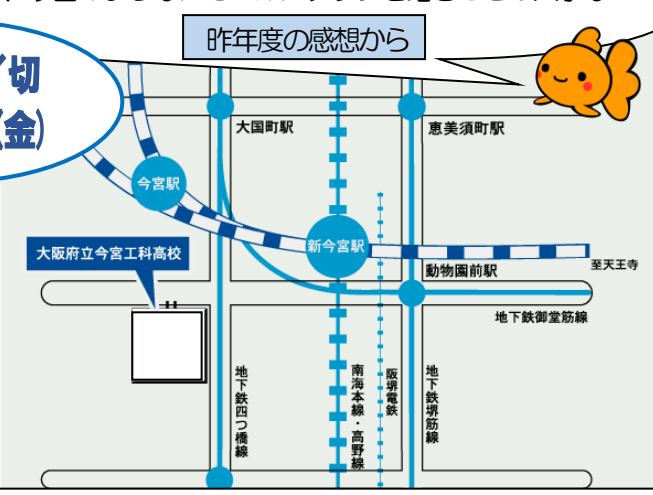 昨年度の感想から
切
(金)
大国町駅
恵美須町駅
今宮駅
新今宮駅
大阪府立今宮工科高校
動物園前駅
至天王寺
地下鉄御堂筋線
地下鉄四つ橋線
南海本線・高野線
阪堺電鉄
地下鉄堺筋線